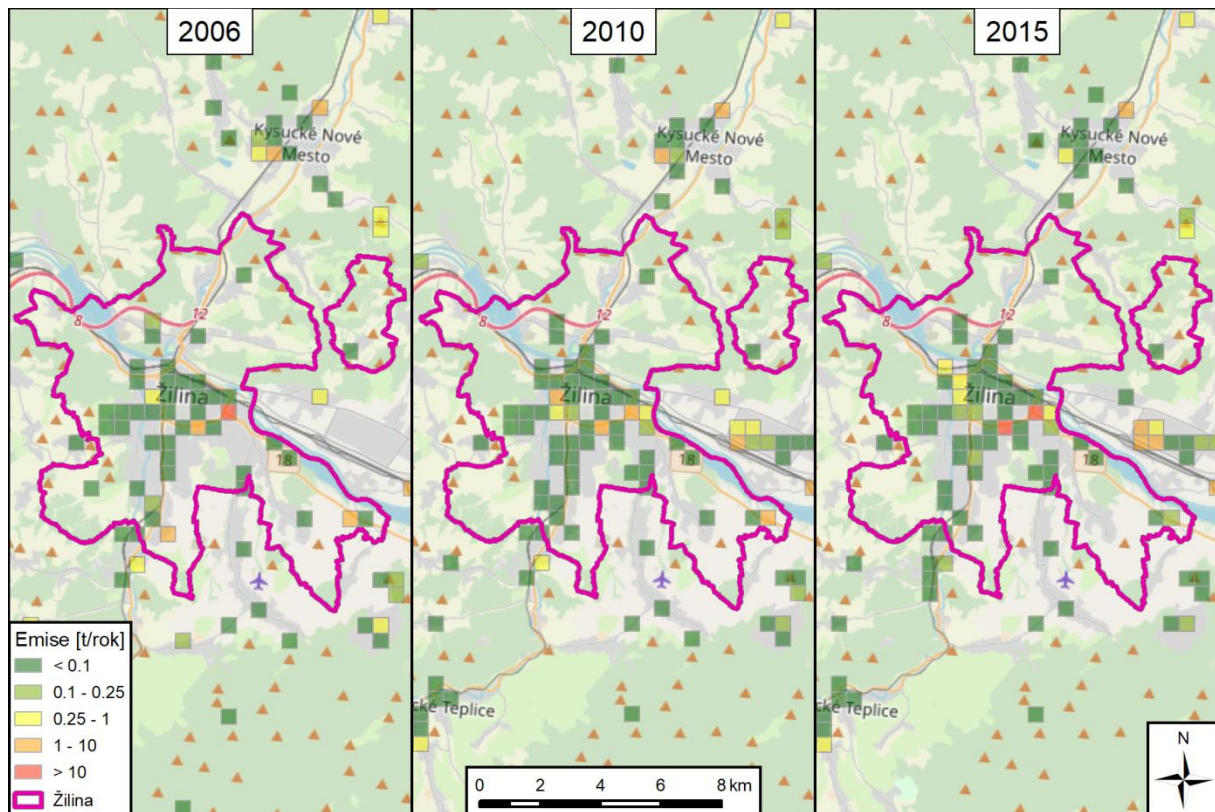 2006
2010
2015
Kysucké Nové
Mesto
Kysucké Nové
Mesto
Kysucké Nové
Mesto
8
12
8
12
8
12
Žilina
Žilina
Žilina
18
18
18
cké Teplice
cké Teplice
Emise [t/rok]
< 0.1
0.1 - 0.25
0.25 - 1
1 - 10
> 10
Žilina
0 2 4 6 8 km
N